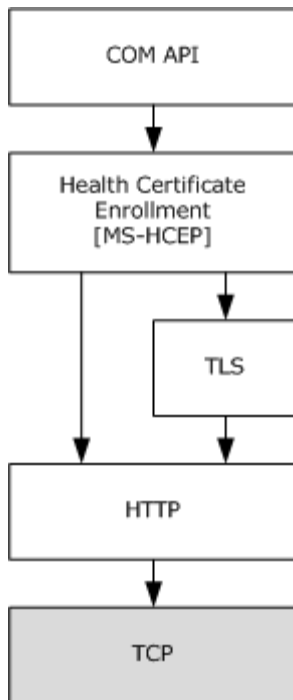 COM API
Health Certificate
Enrollment
[MS-HCEP]
TLS
HTTP
TCP